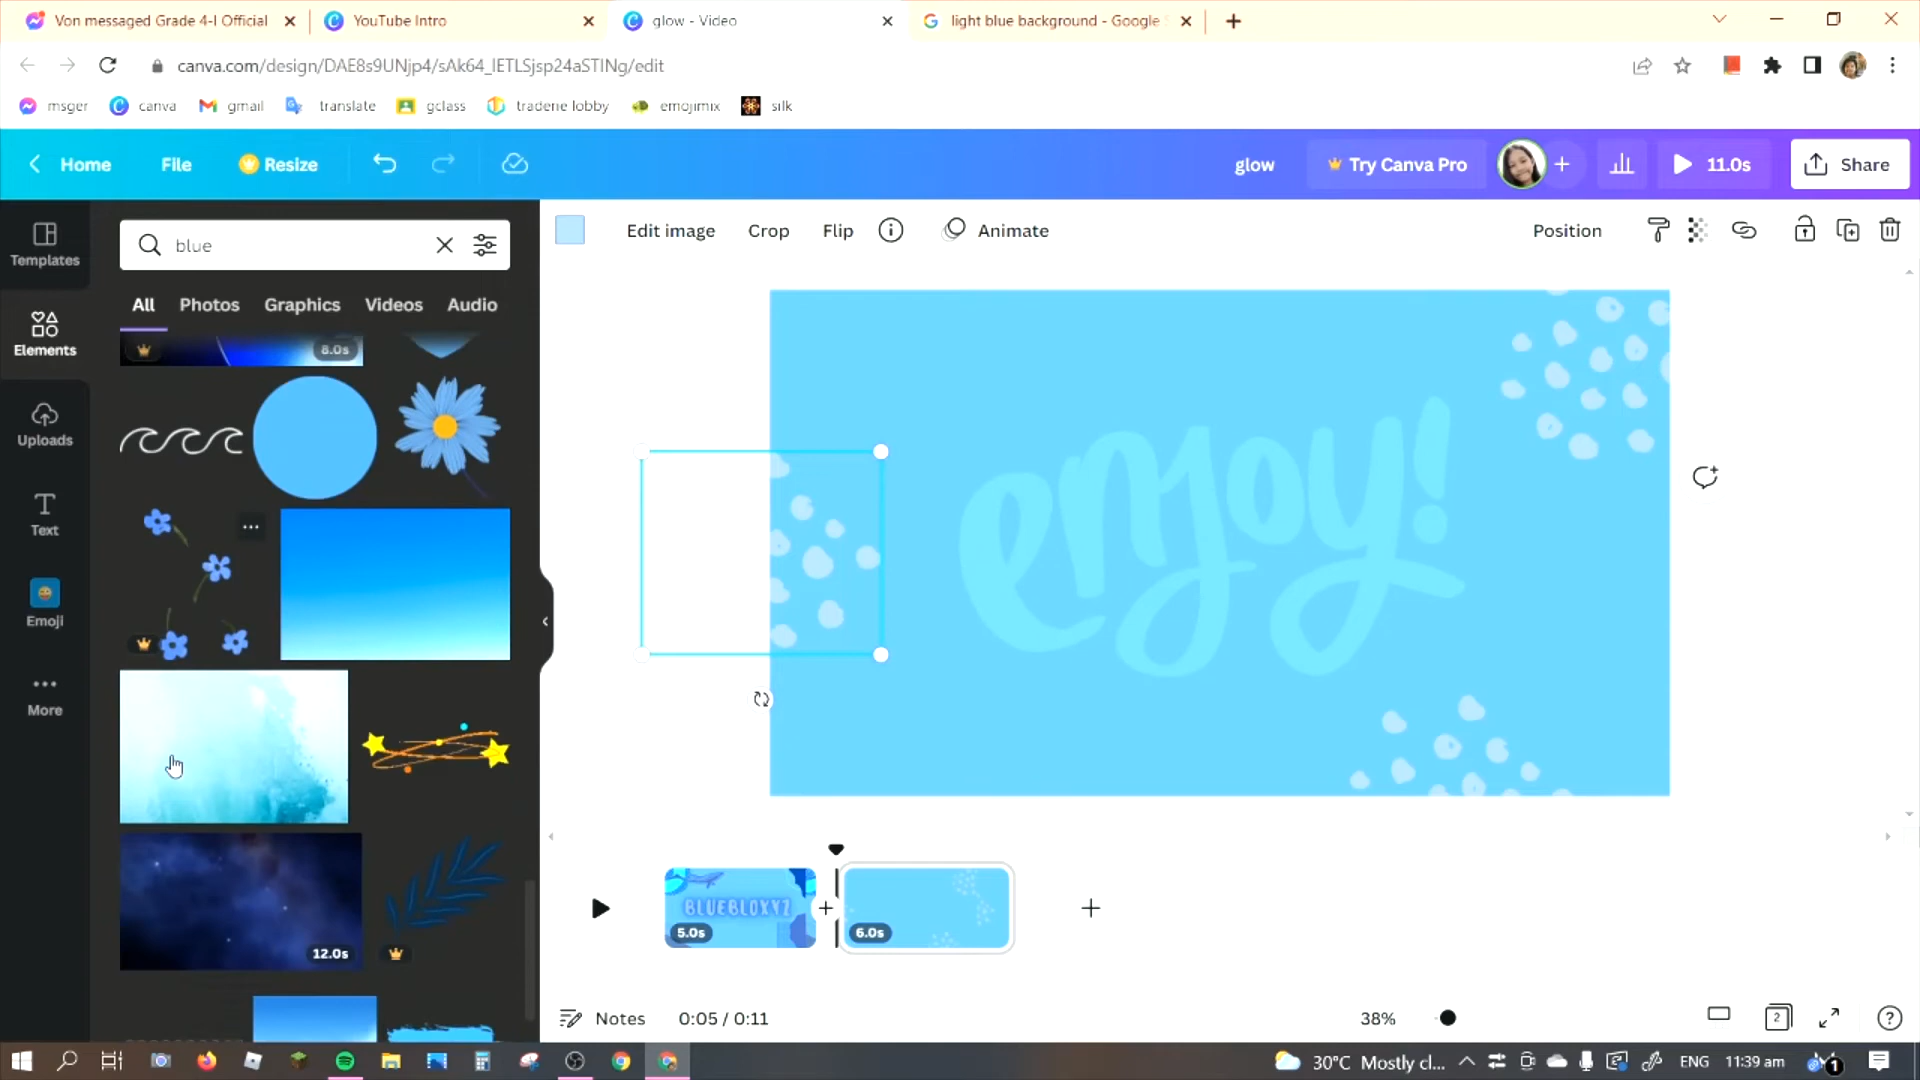 Von messaged Grade 4-I Official
YouTube Intro
glow - Video
light blue background - Google
canva.com/design/DAE8s9UNjp4/sAk64_lETLSjsp24aSTINg/edit
msger
canva
gmail
translate
gclass
traderie lobby
emojimix
silk
Home
File
Resize
glow
Try Canva Pro
11.0s
Share
Templates
Elements
Uploads
Text
Emoji
More
blue
All
Photos
Graphics
Videos
Audio
8.0s
12.0s
Edit image
Crop
Flip
Animate
Position
enjoy!
BLUEBLOXYZ
5.0s
6.0s
Notes
0:05 / 0:11
38%
2
30°C Mostly cl...
ENG
11:39 am
1